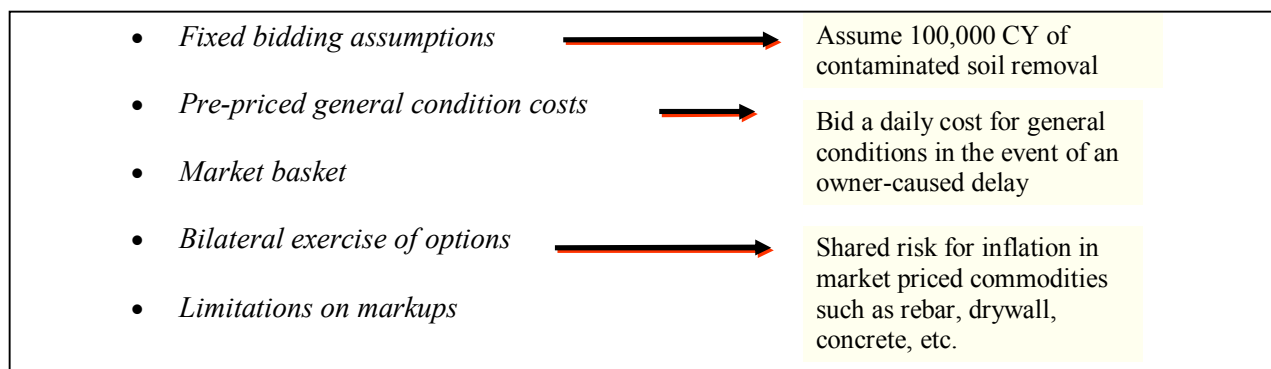 • Fixed bidding assumptions
Assume 100,000 CY of
contaminated soil removal
• Pre-priced general condition costs
Bid a daily cost for general
conditions in the event of an
owner-caused delay
• Market basket
• Bilateral exercise of options
Shared risk for inflation in
market priced commodities
such as rebar, drywall,
concrete, etc.
• Limitations on markups